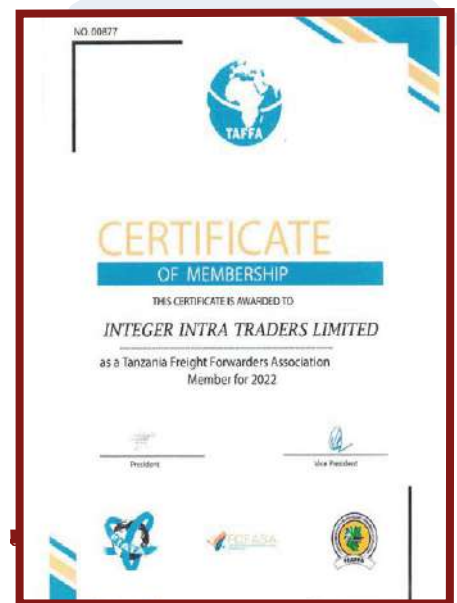 NO. 00877
TAFFA
CERTIFICATE
OF MEMBERSHIP
THIS CERTIFICATE IS AWARDED TO
INTEGER INTRA TRADERS LIMITED
as a Tanzania Freight Forwarders Association
Member for 2022
President
Vice President